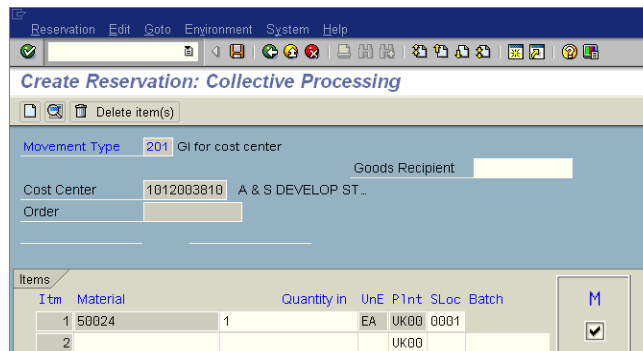 Reservation Edit Goto Environment System Help
Create Reservation: Collective Processing
Delete item(s)
Movement Type 201 GI for cost center
Goods Recipient
Cost Center 1012003810 A & S DEVELOP ST…
Order
Items
Itm Material Quantity in UnE Plnt SLoc Batch M
1 50024 1 EA UK00 0001
2 UK00